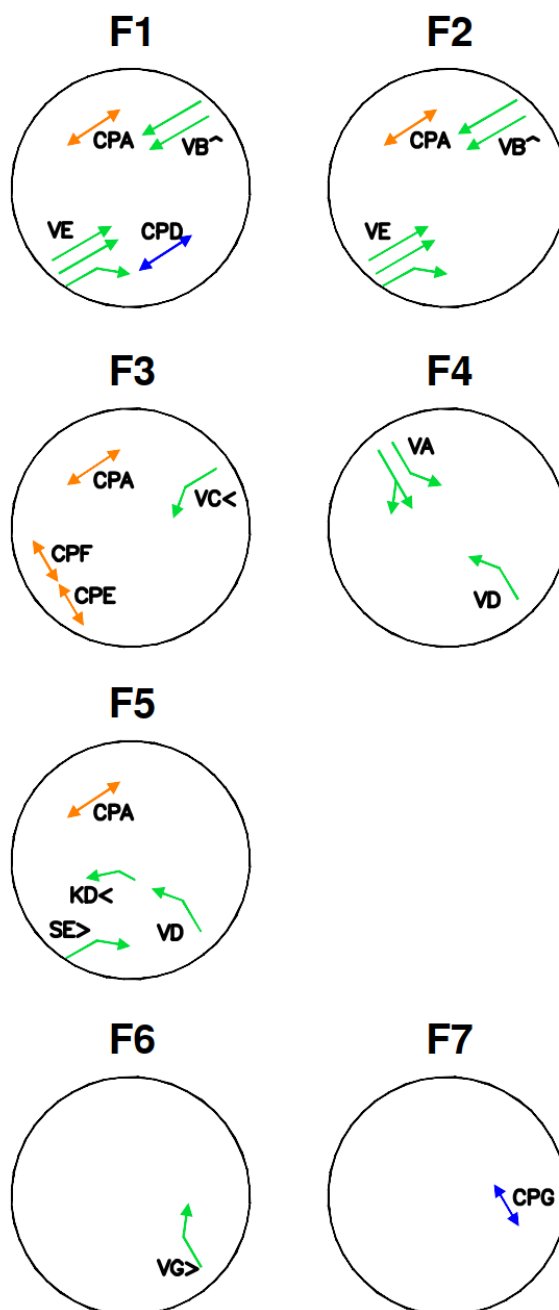 F1 F2
CPA VB^ CPA VB^
VE CPD VE
F3 F4
CPA VA
VC<
CPF
CPE VD
F5
CPA
KD<
SE> VD
F6 F7
CPG
VG>